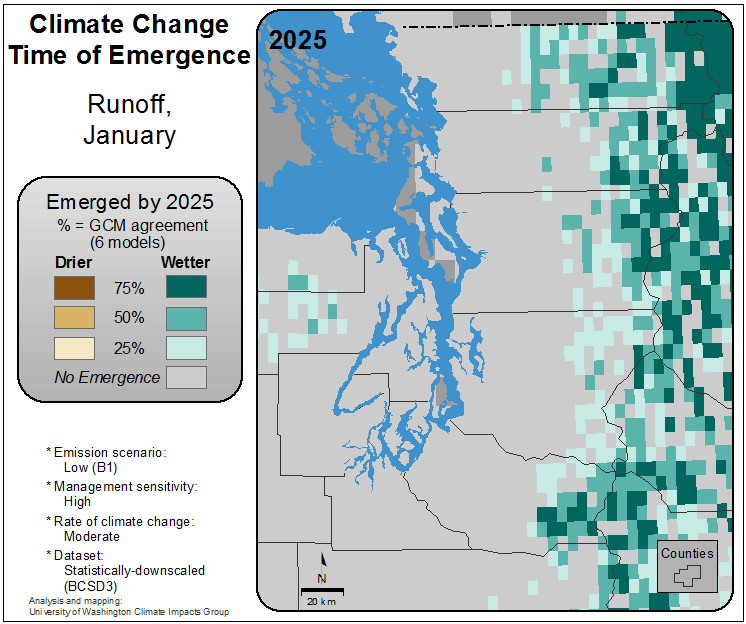 Climate Change
Time of Emergence
Runoff,
January
Emerged by 2025
% = GCM agreement
(6 models)
Drier Wetter
75%
50%
25%
No Emergence
* Emission scenario:
Low (B1)
* Management sensitivity:
High
* Rate of climate change:
Moderate
* Dataset:
Statistically-downscaled
(BCSD3)
Analysis and mapping:
University of Washington Climate Impacts Group
2025
N
20 km
Counties